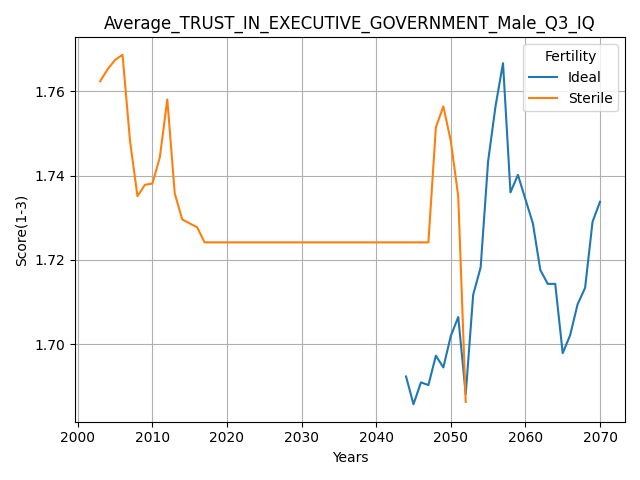 Average_TRUST_IN_EXECUTIVE_GOVERNMENT_Male_Q3_IQ
Fertility
Ideal
Sterile
Score(1-3)
1.76
1.74
1.72
1.70
2000 2010 2020 2030 2040 2050 2060 2070
Years